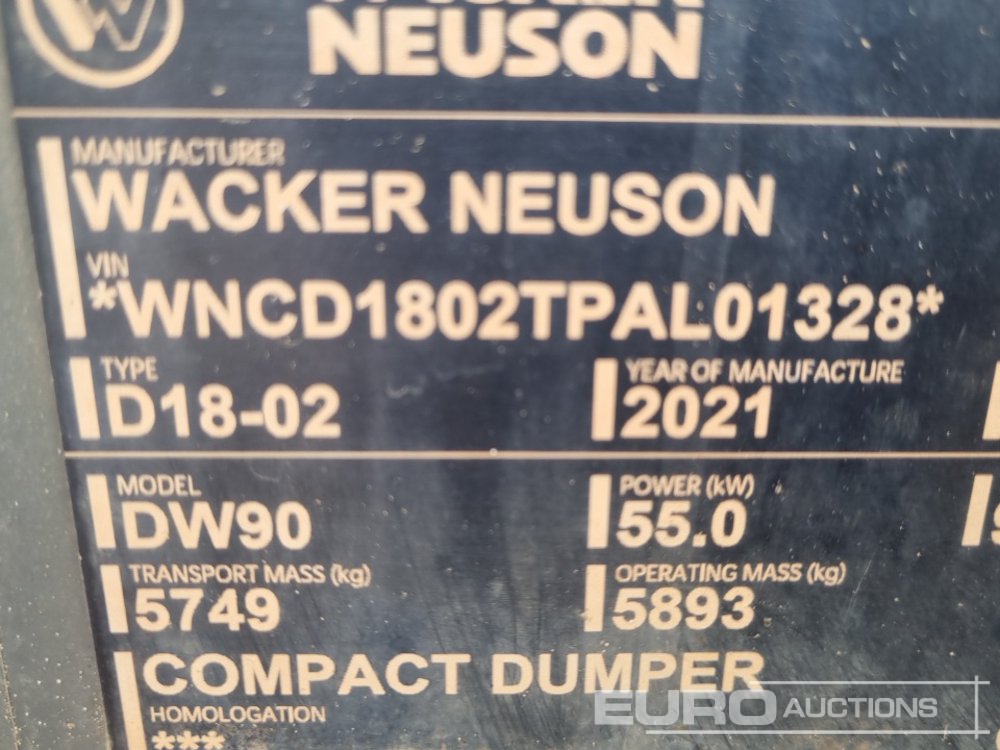 WACKER
NEUSON
MANUFACTURER
WACKER NEUSON
VIN
*WNCD1802TPAL01328*
TYPE YEAR OF MANUFACTURE
D18-02 2021
MODEL POWER (kW)
DW90 55.0
TRANSPORT MASS (kg) OPERATING MASS (kg)
5749 5893
COMPACT DUMPER
HOMOLOGATION
***
EURO AUCTIONS